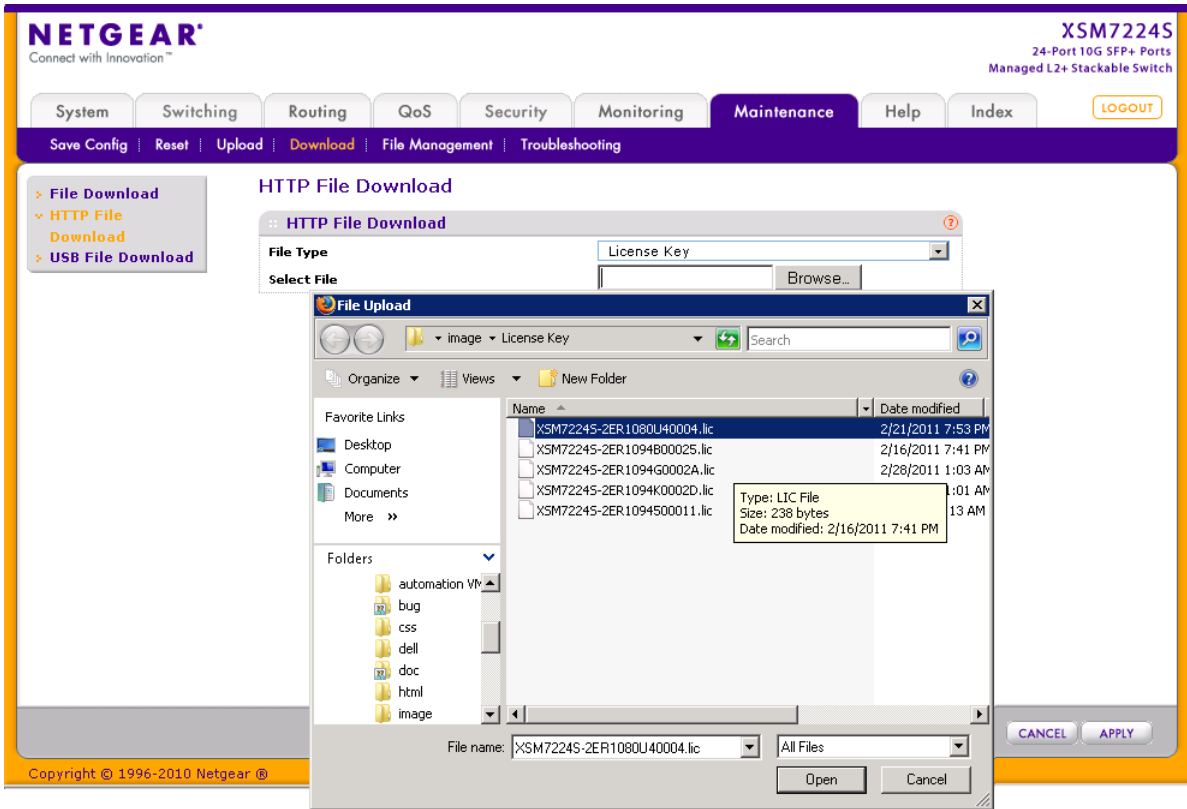 NETGEAR®
Connect with Innovation™
XSM7224S
24-Port 10G SFP+ Ports
Managed L2+ Stackable Switch
System Switching Routing QoS Security Monitoring Maintenance Help Index LOGOUT
Save Config Reset Upload Download File Management Troubleshooting
File Download
HTTP File
Download
USB File Download
HTTP File Download
HTTP File Download ?
File Type License Key
Select File Browse...
File Upload
image License Key Search
Organize Views New Folder ?
Favorite Links
Desktop
Computer
Documents
More »
Folders
automation VM
bug
css
dell
doc
html
image
Name Date modified
XSM7224S-2ER1080U40004.lic 2/21/2011 7:53 PM
XSM7224S-2ER1094B00025.lic 2/16/2011 7:41 PM
XSM7224S-2ER1094G0002A.lic 2/28/2011 1:03 AM
XSM7224S-2ER1094K0002D.lic 1:01 AM
XSM7224S-2ER1094500011.lic 13 AM
Type: LIC File
Size: 238 bytes
Date modified: 2/16/2011 7:41 PM
File name: XSM7224S-2ER1080U40004.lic All Files
Open Cancel
CANCEL APPLY
Copyright © 1996-2010 Netgear ®